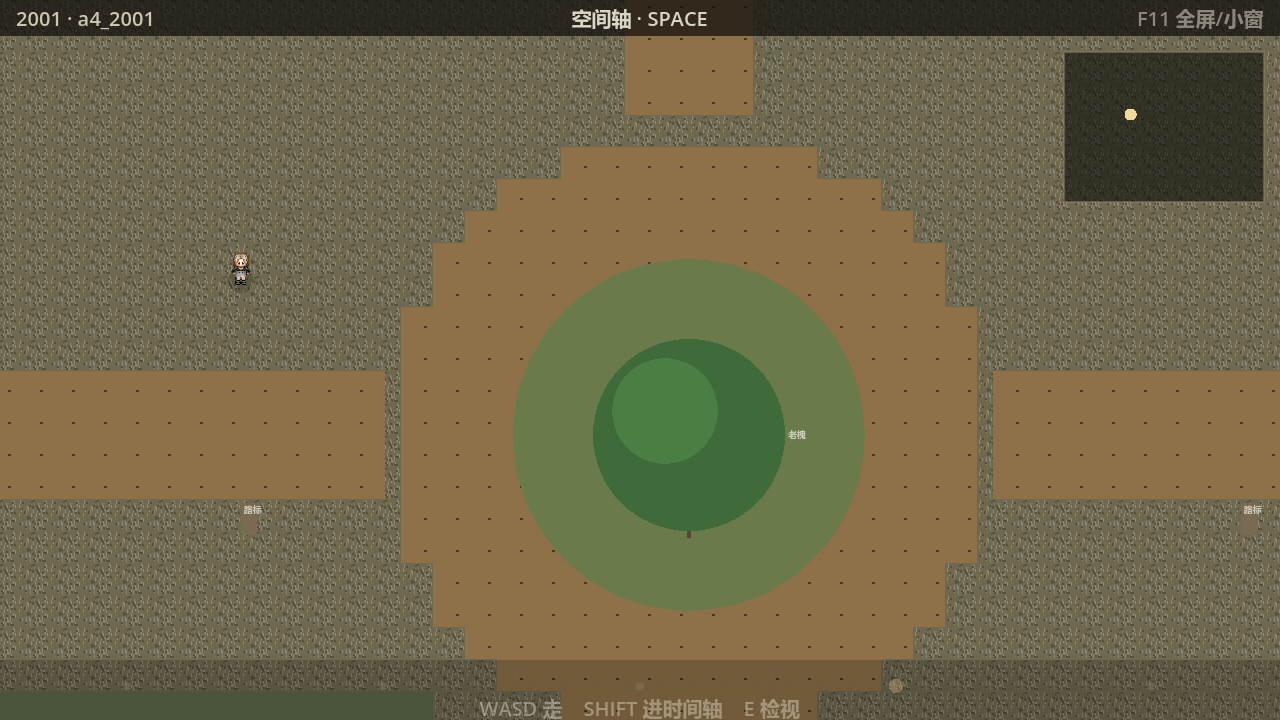 2001 · a4_2001
空间轴 · SPACE
F11 全屏/小窗
老槐
路标
路标
WASD 走 SHIFT 进时间轴 E 检视